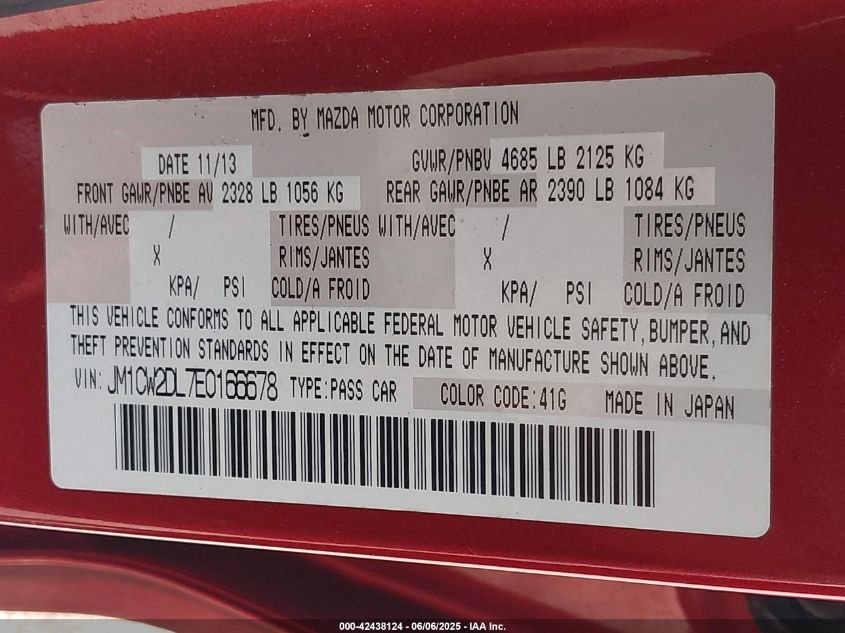 MFD. BY MAZDA MOTOR CORPORATION
DATE 11/13 GVWR/PNBV 4685 LB 2125 KG
FRONT GAWR/PNBE AV 2328 LB 1056 KG REAR GAWR/PNBE AR 2390 LB 1084 KG
WITH/AVEC / TIRES/PNEUS WITH/AVEC / TIRES/PNEUS
X RIMS/JANTES X RIMS/JANTES
KPA/ PSI COLD/A FROID KPA/ PSI COLD/A FROID
THIS VEHICLE CONFORMS TO ALL APPLICABLE FEDERAL MOTOR VEHICLE SAFETY, BUMPER, AND
THEFT PREVENTION STANDARDS IN EFFECT ON THE DATE OF MANUFACTURE SHOWN ABOVE.
VIN: JM1CW2DL7E0166678 TYPE:PASS CAR COLOR CODE:41G MADE IN JAPAN
000-42438124 - 06/06/2025 - IAA Inc.